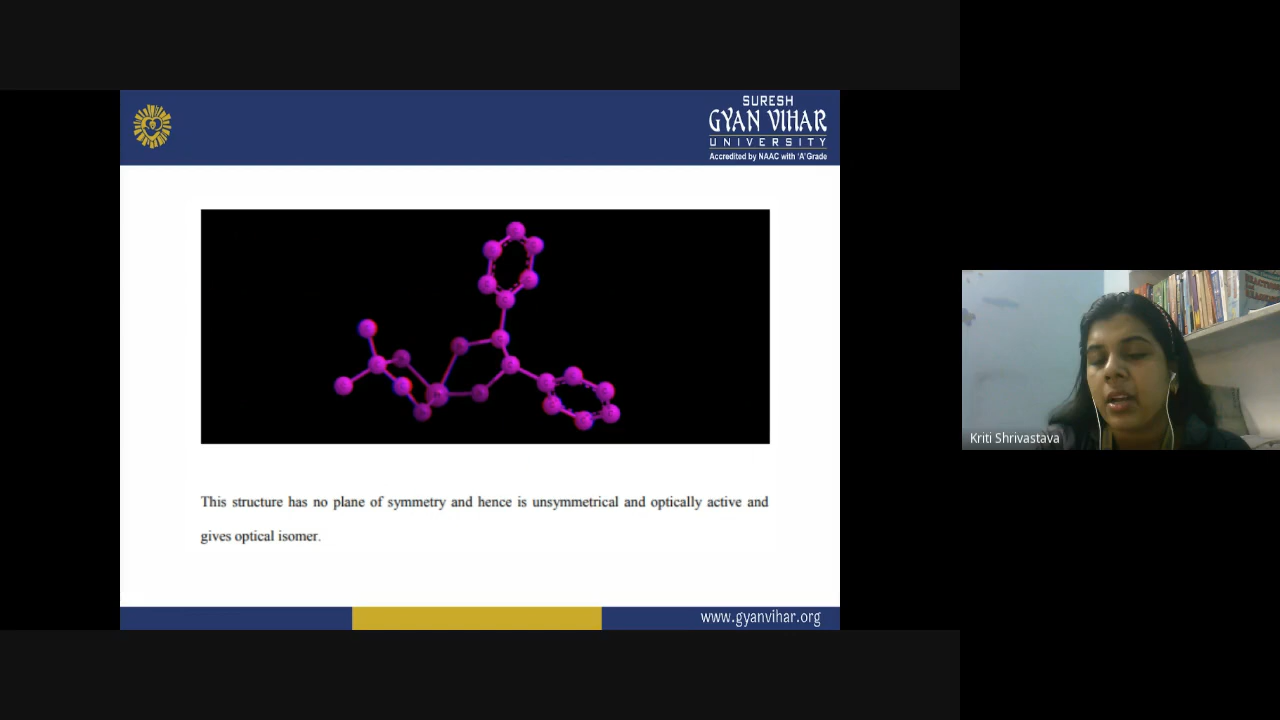 SURESH
GYAN VIHAR
UNIVERSITY
Accredited by NAAC with 'A' Grade
This structure has no plane of symmetry and hence is unsymmetrical and optically active and
gives optical isomer.
www.gyanvihar.org
Kriti Shrivastava